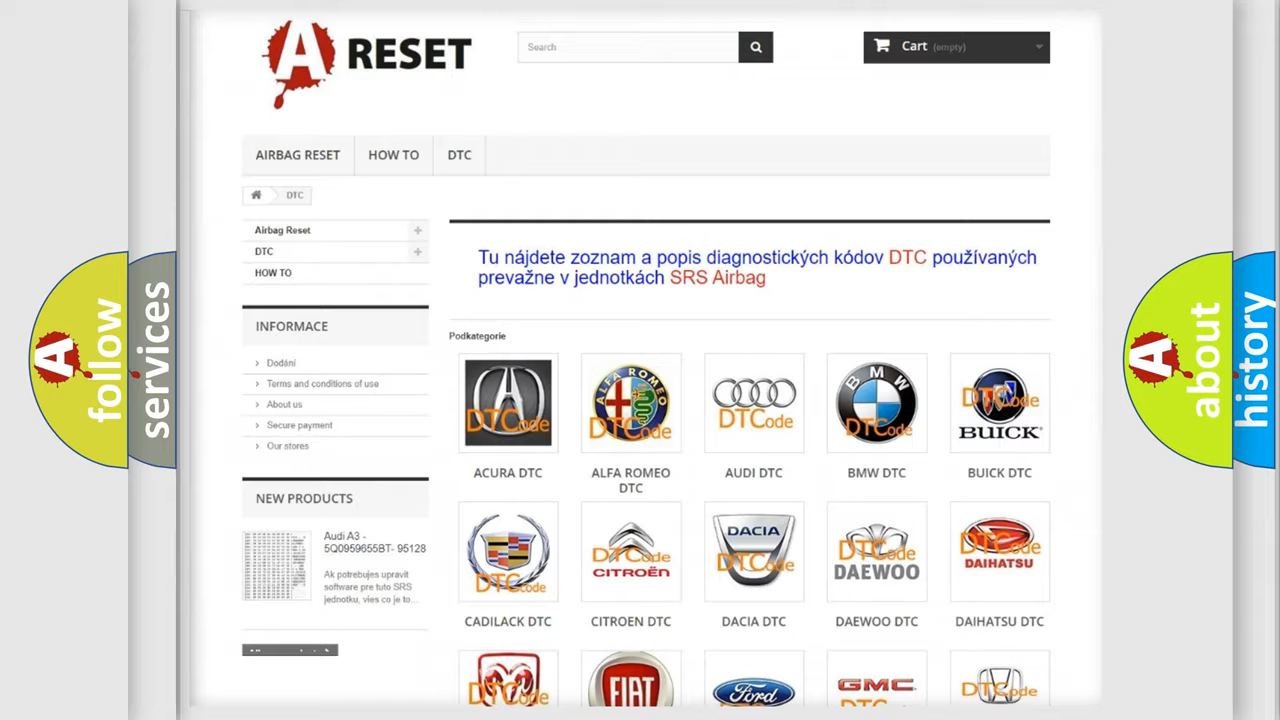 A RESET
Search
Cart (empty)
AIRBAG RESET
HOW TO
DTC
DTC
Airbag Reset
DTC
HOW TO
INFORMACE
Dodání
Terms and conditions of use
About us
Secure payment
Our stores
NEW PRODUCTS
Audi A3 -
5Q0959655BT- 95128
Ak potrebujes upravit
software pre tuto SRS
jednotku, vies co je to...
Tu nájdete zoznam a popis diagnostických kódov DTC používaných
prevažne v jednotkách SRS Airbag
Podkategorie
DTCode
ALFA ROMEO
DTCode
DTCode
BMW
DTCode
DTCode
BUICK
ACURA DTC
ALFA ROMEO
DTC
AUDI DTC
BMW DTC
BUICK DTC
DTCode
DTCode
CITROËN
DACIA
DTCode
DTCode
DAEWOO
DTCode
DAIHATSU
CADILACK DTC
CITROEN DTC
DACIA DTC
DAEWOO DTC
DAIHATSU DTC
DTCode
FIAT
Ford
GMC
DTCode
A follow
services
A about
history